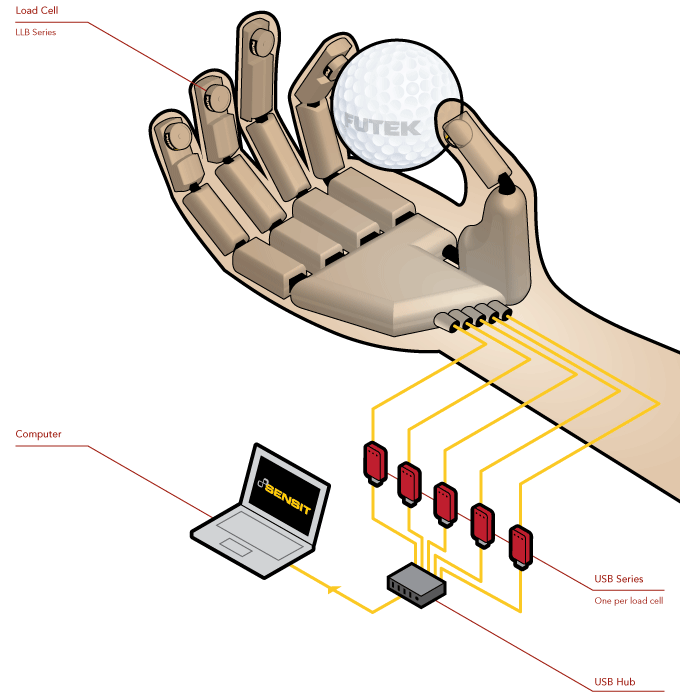 Load Cell
LLB Series
FUTEK
Computer
SENSIT
USB Series
One per load cell
USB Hub